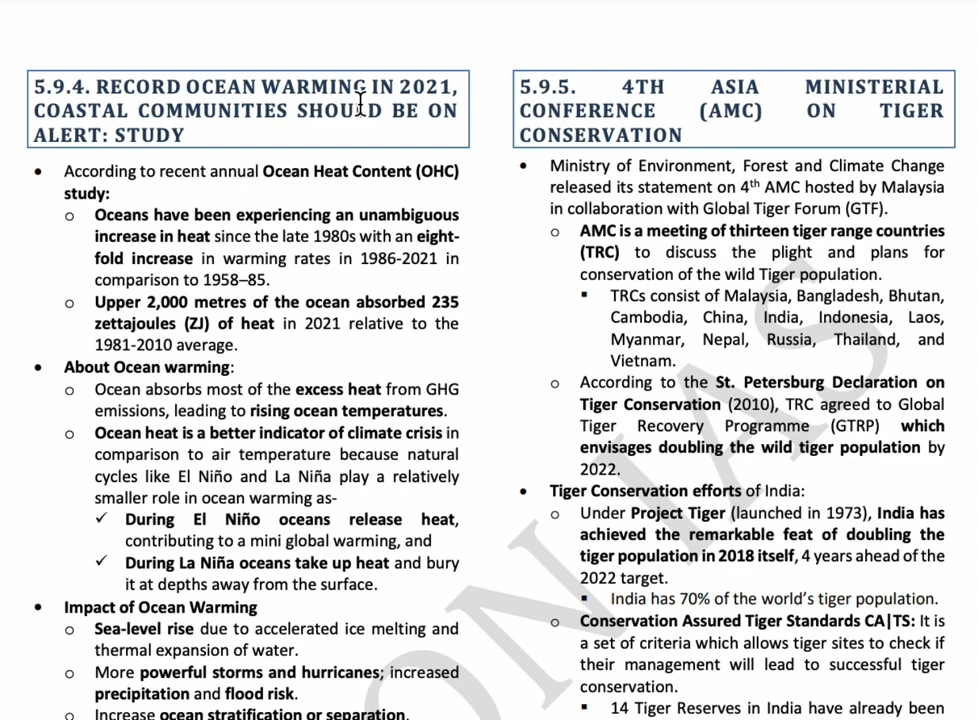 5.9.4. RECORD OCEAN WARMING IN 2021,
COASTAL COMMUNITIES SHOULD BE ON
ALERT: STUDY
• According to recent annual Ocean Heat Content (OHC)
study:
o Oceans have been experiencing an unambiguous
increase in heat since the late 1980s with an eight-
fold increase in warming rates in 1986-2021 in
comparison to 1958–85.
o Upper 2,000 metres of the ocean absorbed 235
zettajoules (ZJ) of heat in 2021 relative to the
1981-2010 average.
• About Ocean warming:
o Ocean absorbs most of the excess heat from GHG
emissions, leading to rising ocean temperatures.
o Ocean heat is a better indicator of climate crisis in
comparison to air temperature because natural
cycles like El Niño and La Niña play a relatively
smaller role in ocean warming as-
✓ During El Niño oceans release heat,
contributing to a mini global warming, and
✓ During La Niña oceans take up heat and bury
it at depths away from the surface.
• Impact of Ocean Warming
o Sea-level rise due to accelerated ice melting and
thermal expansion of water.
o More powerful storms and hurricanes; increased
precipitation and flood risk.
o Increase ocean stratification or separation.
5.9.5. 4TH ASIA MINISTERIAL
CONFERENCE (AMC) ON TIGER
CONSERVATION
• Ministry of Environment, Forest and Climate Change
released its statement on 4th AMC hosted by Malaysia
in collaboration with Global Tiger Forum (GTF).
o AMC is a meeting of thirteen tiger range countries
(TRC) to discuss the plight and plans for
conservation of the wild Tiger population.
▪ TRCs consist of Malaysia, Bangladesh, Bhutan,
Cambodia, China, India, Indonesia, Laos,
Myanmar, Nepal, Russia, Thailand, and
Vietnam.
o According to the St. Petersburg Declaration on
Tiger Conservation (2010), TRC agreed to Global
Tiger Recovery Programme (GTRP) which
envisages doubling the wild tiger population by
2022.
• Tiger Conservation efforts of India:
o Under Project Tiger (launched in 1973), India has
achieved the remarkable feat of doubling the
tiger population in 2018 itself, 4 years ahead of the
2022 target.
▪ India has 70% of the world's tiger population.
o Conservation Assured Tiger Standards CA|TS: It is
a set of criteria which allows tiger sites to check if
their management will lead to successful tiger
conservation.
▪ 14 Tiger Reserves in India have already been
ON IAS